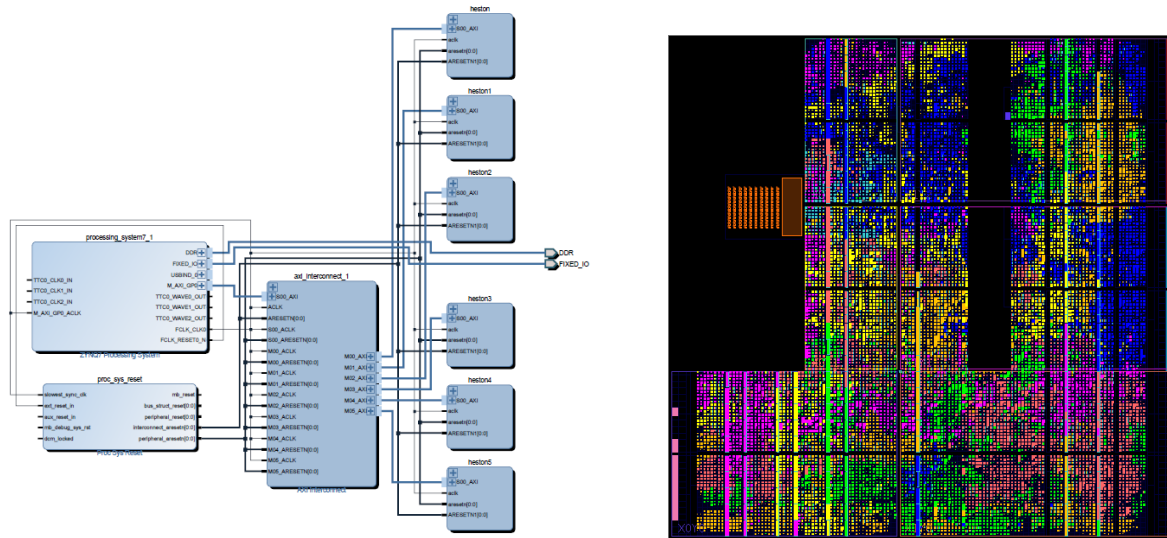 heston
S00_AXI
aclk
aresetn[0:0]
ARESETN1[0:0]
heston1
S00_AXI
aclk
aresetn[0:0]
ARESETN1[0:0]
heston2
S00_AXI
aclk
aresetn[0:0]
ARESETN1[0:0]
processing_system7_1
DDR
FIXED_IO
USBIND_0
M_AXI_GP0
TTC0_WAVE0_OUT
TTC0_WAVE1_OUT
TTC0_WAVE2_OUT
FCLK_CLK0
FCLK_RESET0_N
TTC0_CLK0_IN
TTC0_CLK1_IN
TTC0_CLK2_IN
M_AXI_GP0_ACLK
ZYNQ7 Processing System
DDR
FIXED_IO
axi_interconnect_1
S00_AXI
ACLK
ARESETN[0:0]
S00_ACLK
S00_ARESETN[0:0]
M00_ACLK
M00_ARESETN[0:0]
M01_ACLK
M01_ARESETN[0:0]
M02_ACLK
M02_ARESETN[0:0]
M03_ACLK
M03_ARESETN[0:0]
M04_ACLK
M04_ARESETN[0:0]
M05_ACLK
M05_ARESETN[0:0]
M00_AXI
M01_AXI
M02_AXI
M03_AXI
M04_AXI
M05_AXI
AXI Interconnect
proc_sys_reset
slowest_sync_clk
ext_reset_in
aux_reset_in
mb_debug_sys_rst
dcm_locked
mb_reset
bus_struct_reset[0:0]
peripheral_reset[0:0]
interconnect_aresetn[0:0]
peripheral_aresetn[0:0]
Proc Sys Reset
heston3
S00_AXI
aclk
aresetn[0:0]
ARESETN1[0:0]
heston4
S00_AXI
aclk
aresetn[0:0]
ARESETN1[0:0]
heston5
S00_AXI
aclk
aresetn[0:0]
ARESETN1[0:0]